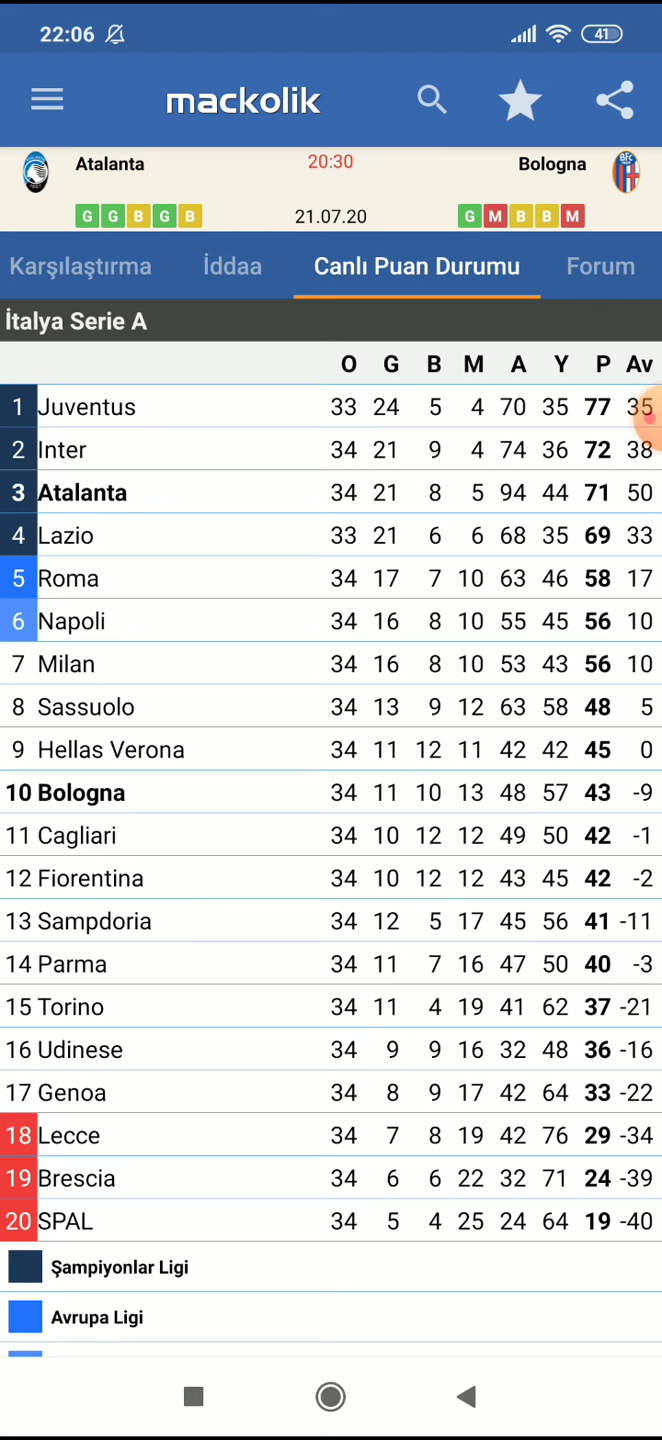 22:06 41
mackolik
Atalanta 20:30 Bologna
G G B G B 21.07.20 G M B B M
Karşılaştırma İddaa Canlı Puan Durumu Forum
İtalya Serie A
O G B M A Y P Av
1 Juventus 33 24 5 4 70 35 77 35
2 Inter 34 21 9 4 74 36 72 38
3 Atalanta 34 21 8 5 94 44 71 50
4 Lazio 33 21 6 6 68 35 69 33
5 Roma 34 17 7 10 63 46 58 17
6 Napoli 34 16 8 10 55 45 56 10
7 Milan 34 16 8 10 53 43 56 10
8 Sassuolo 34 13 9 12 63 58 48 5
9 Hellas Verona 34 11 12 11 42 42 45 0
10 Bologna 34 11 10 13 48 57 43 -9
11 Cagliari 34 10 12 12 49 50 42 -1
12 Fiorentina 34 10 12 12 43 45 42 -2
13 Sampdoria 34 12 5 17 45 56 41 -11
14 Parma 34 11 7 16 47 50 40 -3
15 Torino 34 11 4 19 41 62 37 -21
16 Udinese 34 9 9 16 32 48 36 -16
17 Genoa 34 8 9 17 42 64 33 -22
18 Lecce 34 7 8 19 42 76 29 -34
19 Brescia 34 6 6 22 32 71 24 -39
20 SPAL 34 5 4 25 24 64 19 -40
Şampiyonlar Ligi
Avrupa Ligi